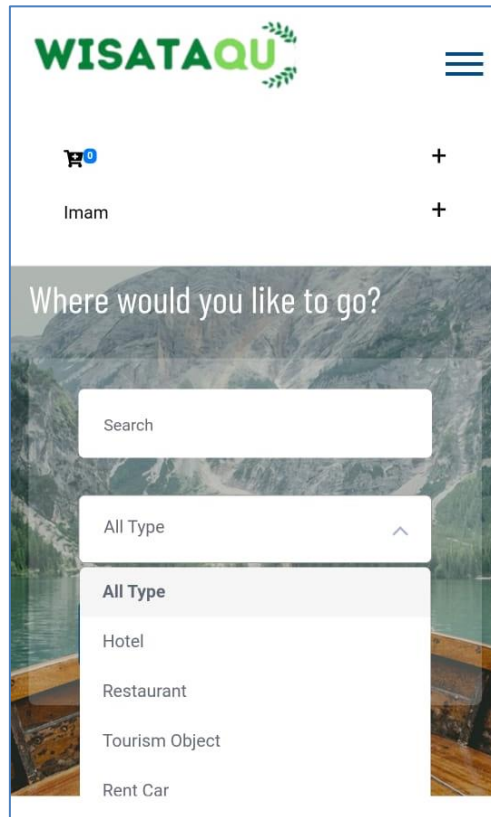 WISATAQU
0
+
Imam
+
Where would you like to go?
Search
All Type
All Type
Hotel
Restaurant
Tourism Object
Rent Car